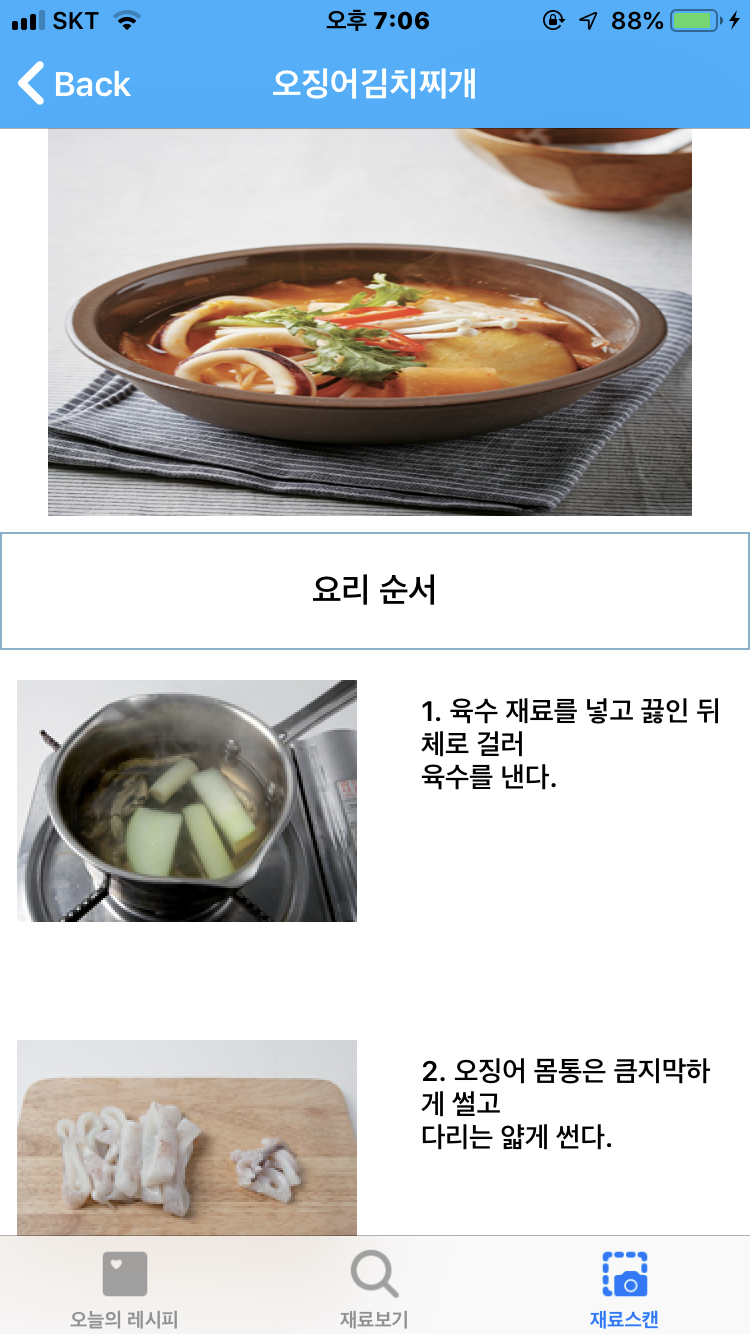 SKT 오후 7:06 88%
Back 오징어김치찌개
요리 순서
1. 육수 재료를 넣고 끓인 뒤
체로 걸러
육수를 낸다.
2. 오징어 몸통은 큼지막하
게 썰고
다리는 얇게 썬다.
오늘의 레시피 재료보기 재료스캔